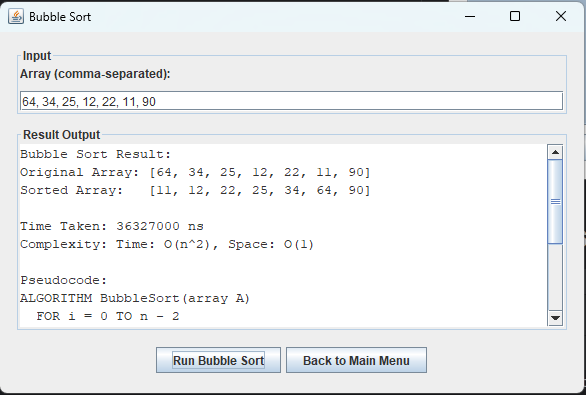 Bubble Sort
Input
Array (comma-separated):
64, 34, 25, 12, 22, 11, 90
Result Output
Bubble Sort Result:
Original Array: [64, 34, 25, 12, 22, 11, 90]
Sorted Array:   [11, 12, 22, 25, 34, 64, 90]
Time Taken: 36327000 ns
Complexity: Time: O(n^2), Space: O(1)
Pseudocode:
ALGORITHM BubbleSort(array A)
  FOR i = 0 TO n - 2
Run Bubble Sort
Back to Main Menu